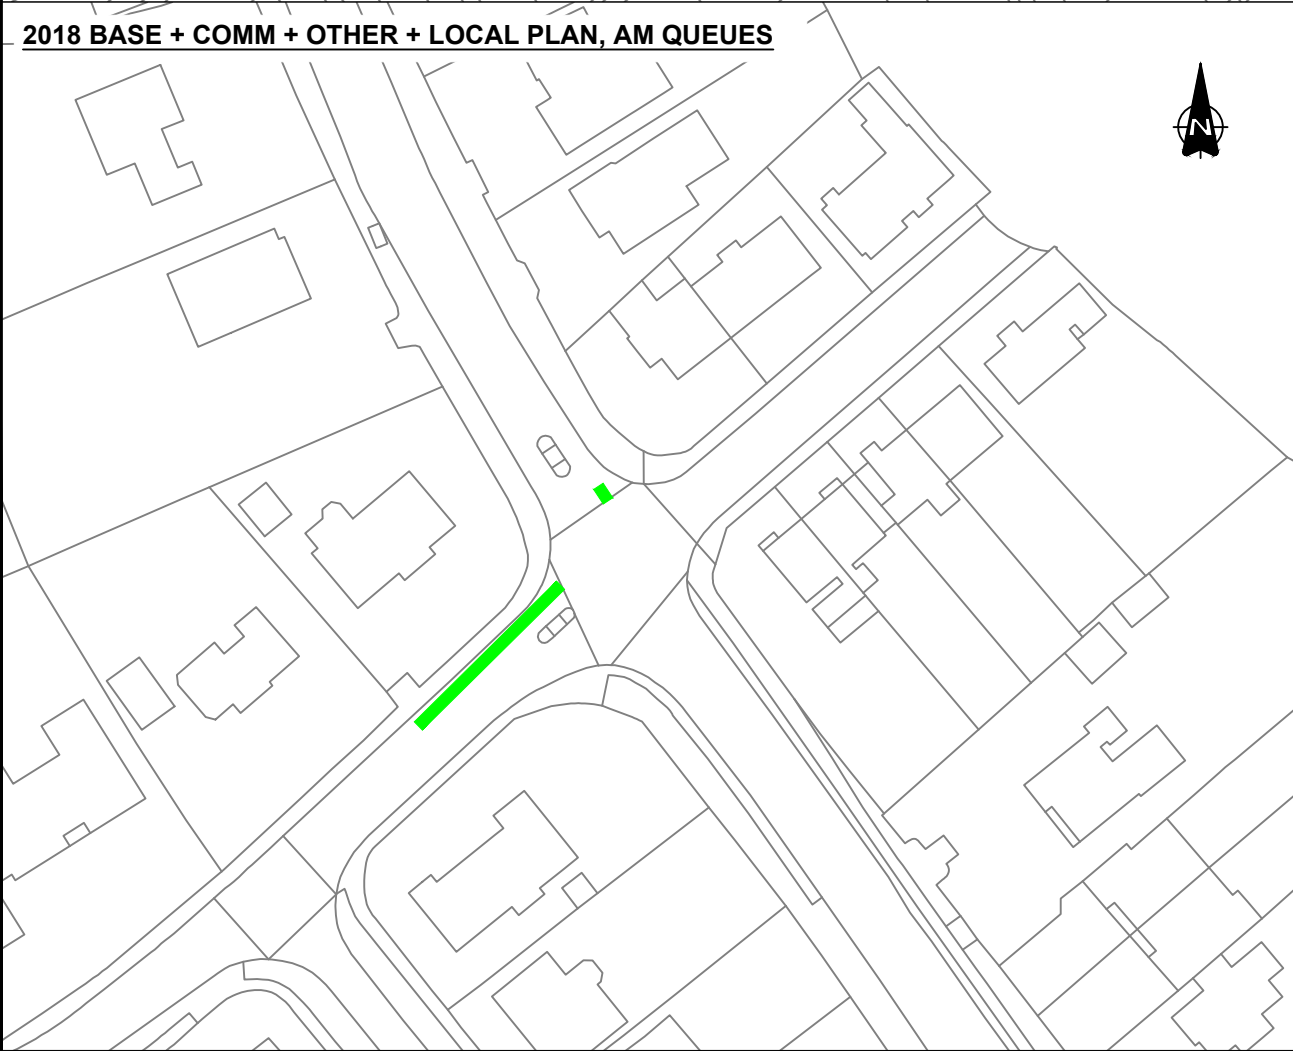 2018 BASE + COMM + OTHER + LOCAL PLAN, AM QUEUES
N